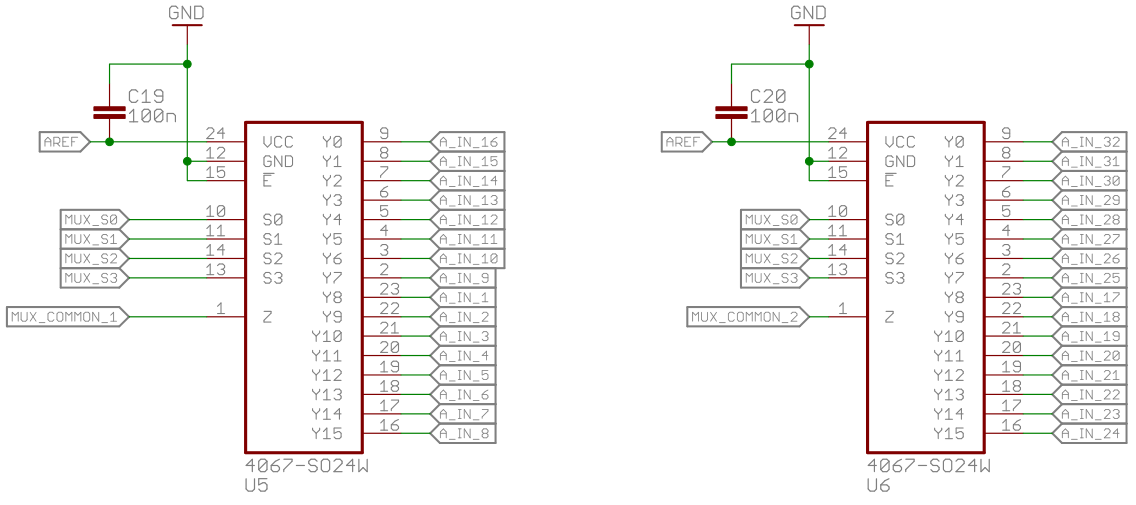 GND GND
C19 C20
100n 100n
AREF 24 VCC Y0 9 A_IN_16 AREF 24 VCC Y0 9 A_IN_32
12 GND Y1 8 A_IN_15 12 GND Y1 8 A_IN_31
15 E Y2 7 A_IN_14 15 E Y2 7 A_IN_30
Y3 6 A_IN_13 Y3 6 A_IN_29
MUX_S0 10 S0 Y4 5 A_IN_12 MUX_S0 10 S0 Y4 5 A_IN_28
MUX_S1 11 S1 Y5 4 A_IN_11 MUX_S1 11 S1 Y5 4 A_IN_27
MUX_S2 14 S2 Y6 3 A_IN_10 MUX_S2 14 S2 Y6 3 A_IN_26
MUX_S3 13 S3 Y7 2 A_IN_9 MUX_S3 13 S3 Y7 2 A_IN_25
Y8 23 A_IN_1 Y8 23 A_IN_17
MUX_COMMON_1 1 Z Y9 22 A_IN_2 MUX_COMMON_2 1 Z Y9 22 A_IN_18
Y10 21 A_IN_3 Y10 21 A_IN_19
Y11 20 A_IN_4 Y11 20 A_IN_20
Y12 19 A_IN_5 Y12 19 A_IN_21
Y13 18 A_IN_6 Y13 18 A_IN_22
Y14 17 A_IN_7 Y14 17 A_IN_23
Y15 16 A_IN_8 Y15 16 A_IN_24
4067-SO24W 4067-SO24W
U5 U6